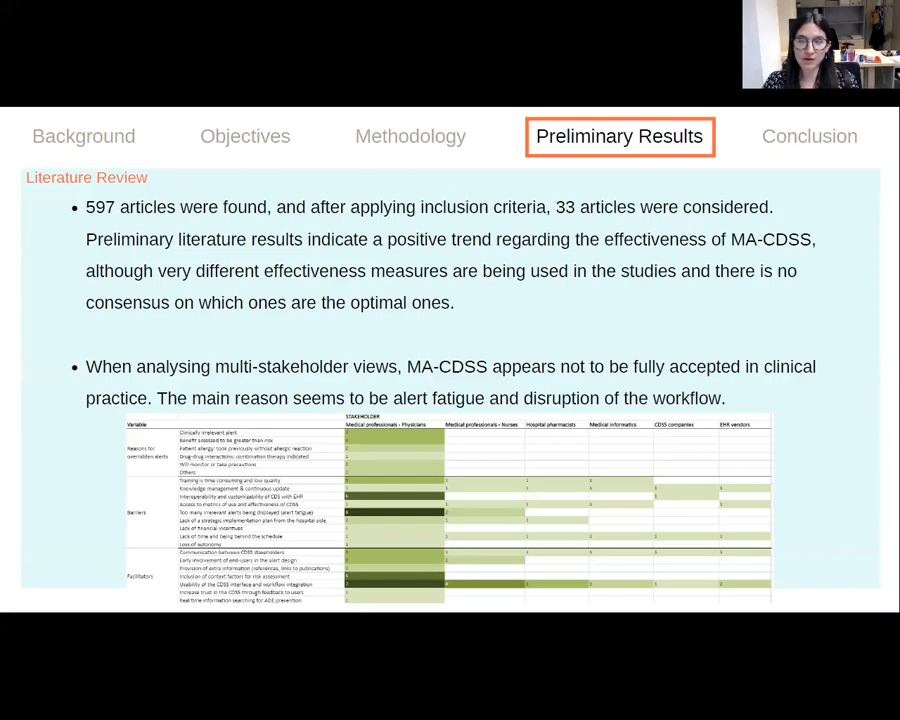 Background Objectives Methodology Preliminary Results Conclusion
Literature Review
• 597 articles were found, and after applying inclusion criteria, 33 articles were considered.
Preliminary literature results indicate a positive trend regarding the effectiveness of MA-CDSS,
although very different effectiveness measures are being used in the studies and there is no
consensus on which ones are the optimal ones.
• When analysing multi-stakeholder views, MA-CDSS appears not to be fully accepted in clinical
practice. The main reason seems to be alert fatigue and disruption of the workflow.
STAKEHOLDER
Variable Medical professionals - Physicians Medical professionals - Nurses Hospital pharmacists Medical informatics CDSS companies EHR vendors
Clinically irrelevant alert
Benefit assessed to be greater than risk
Reasons for overridden alerts
Patient allergy: took previously without allergic reaction
Drug-drug interactions: combination therapy indicated
Will monitor or take precautions
Others
Training is time consuming and low quality
Knowledge management & continuous update
Interoperability and customizability of CDS with EHR
Access to metrics of use and effectiveness of CDSS
Barriers
Too many irrelevant alerts being displayed (alert fatigue)
Lack of a strategic implementation plan from the hospital side
Lack of financial incentives
Lack of time and being behind the schedule
Loss of autonomy
Communication between CDSS stakeholders
Early involvement of end-users in the alert design
Provision of extra information (references, links to publications)
Facilitators
Inclusion of context factors for risk assessment
Usability of the CDSS interface and workflow integration
Increase trust in the CDSS through feedback to users
Real time information searching for ADE prevention